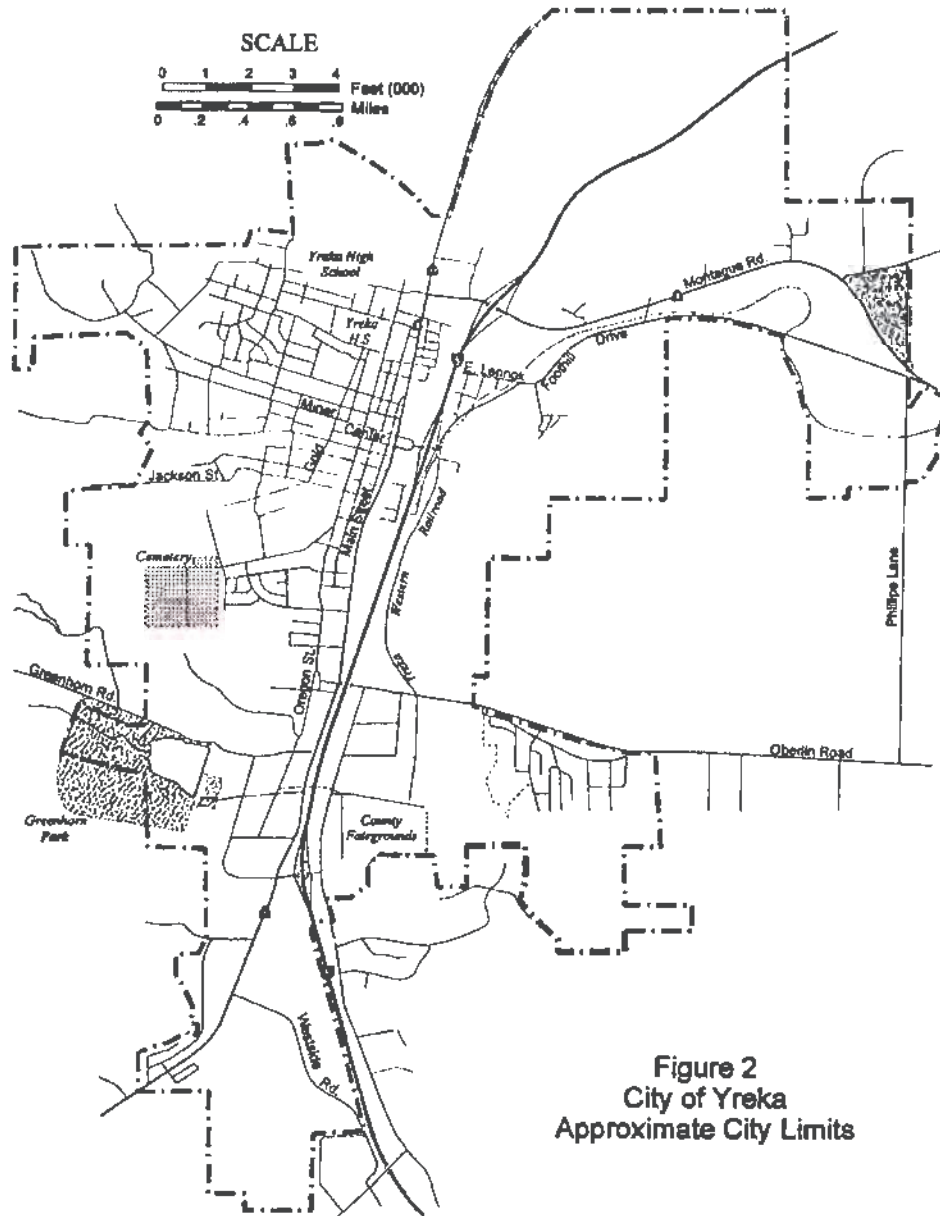 SCALE
0 1 2 3 4
Feet (000)
Miles
0 .2 .4 .6 .8
Yreka High
School
Montague Rd
Yreka
H.S
E. Lennox
Foothill
Drive
Miner
Center
Gold
Jackson St
Main Street
Railroad
Western
Yreka
Cemetery
Phillipe Lane
Greenhorn Rd
Oregon St.
Oberlin Road
Greenhorn
Park
County
Fairgrounds
Westside
Rd
Figure 2
City of Yreka
Approximate City Limits